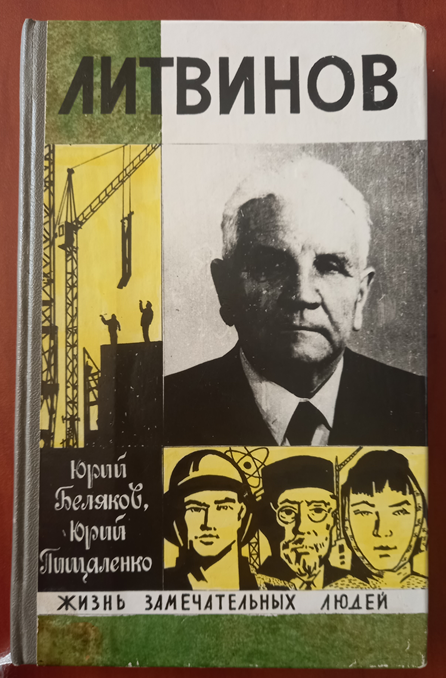 ЛИТВИНОВ
Юрий
Беляков,
Юрий
Пищаленко
ЖИЗНЬ ЗАМЕЧАТЕЛЬНЫХ ЛЮДЕЙ